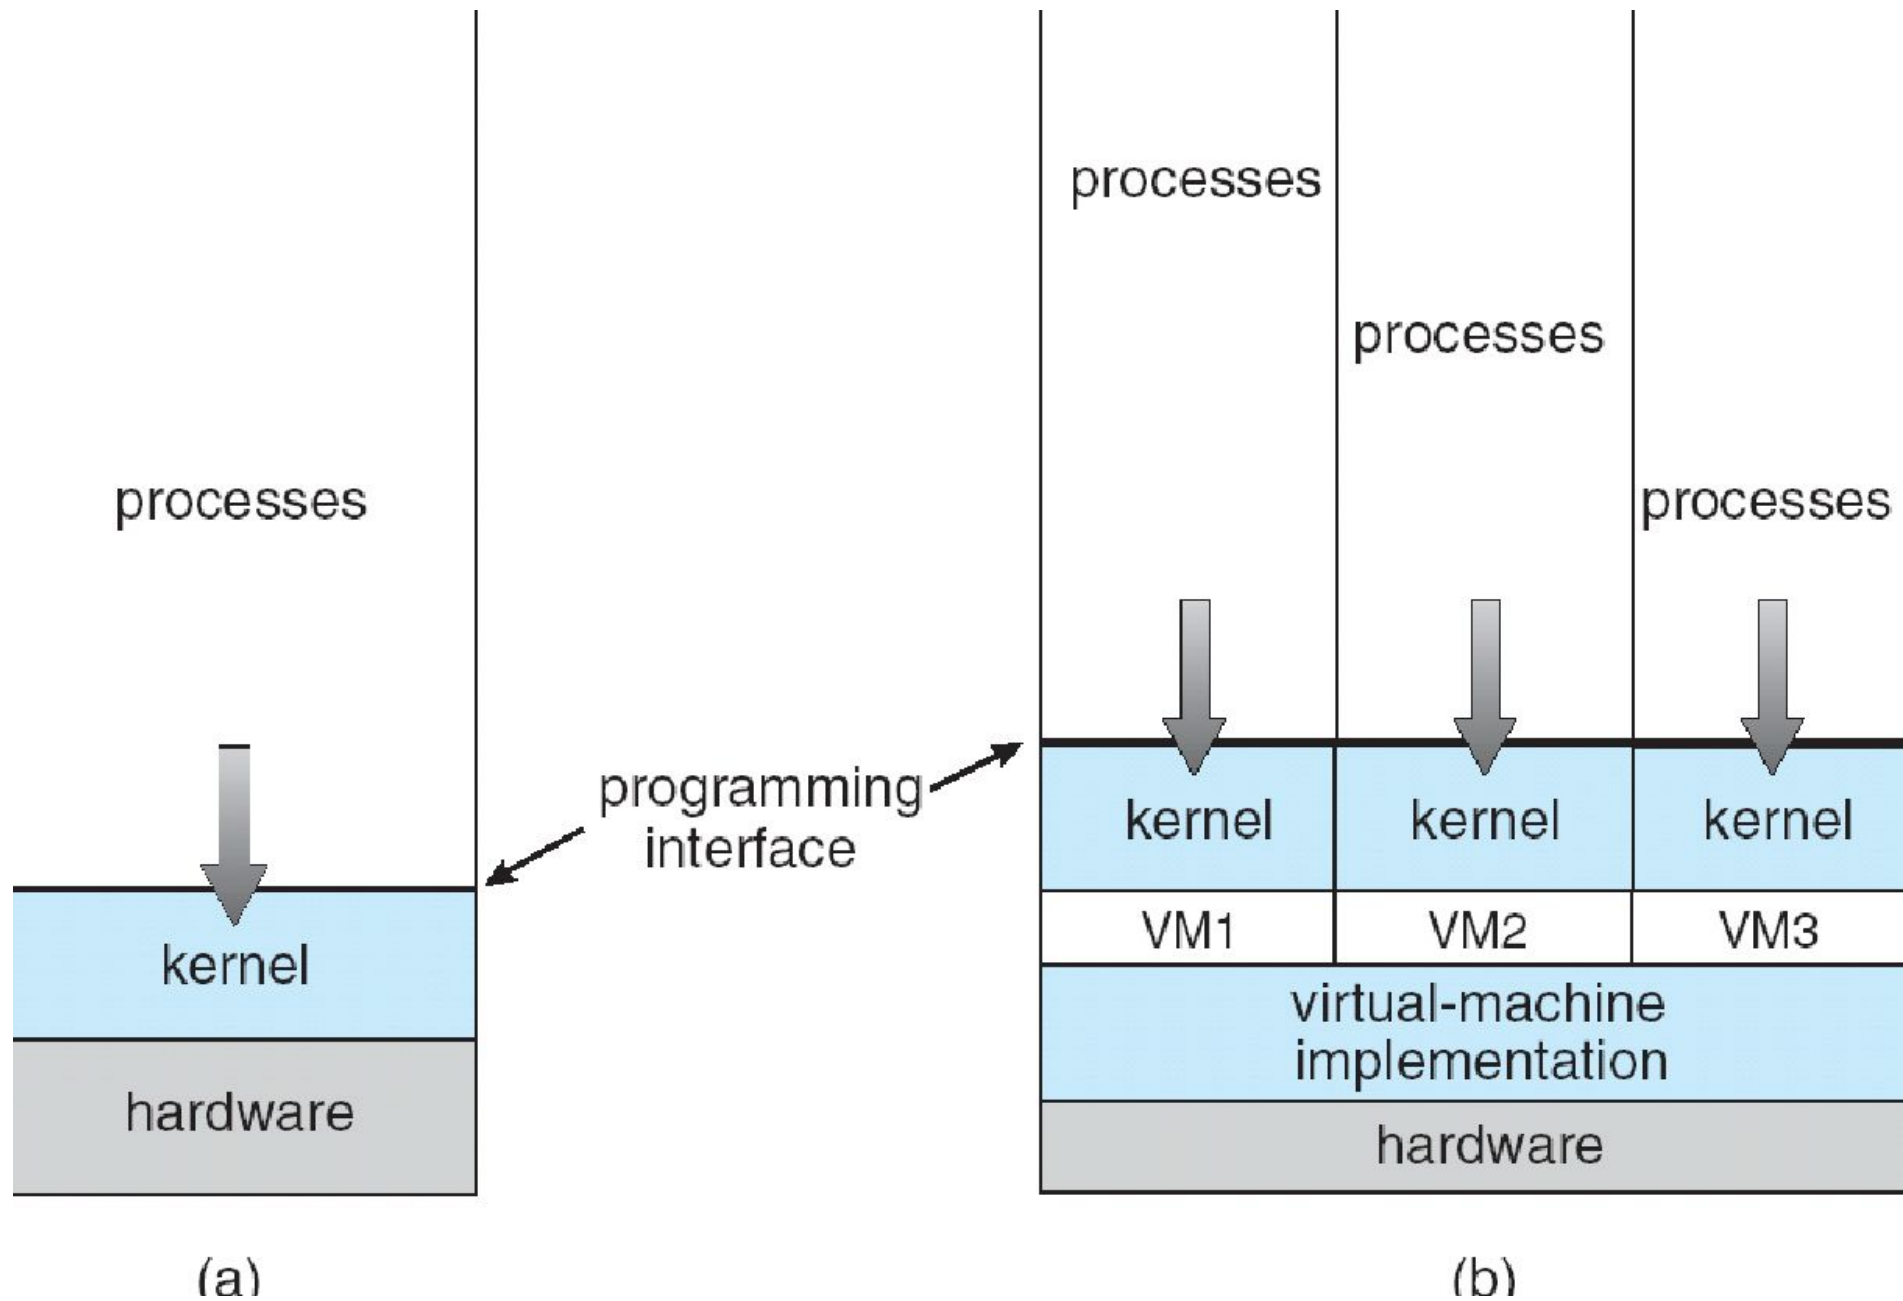 processes
kernel
hardware
(a)
programming
interface
processes
processes
processes
kernel
kernel
kernel
VM1
VM2
VM3
virtual-machine
implementation
hardware
(b)